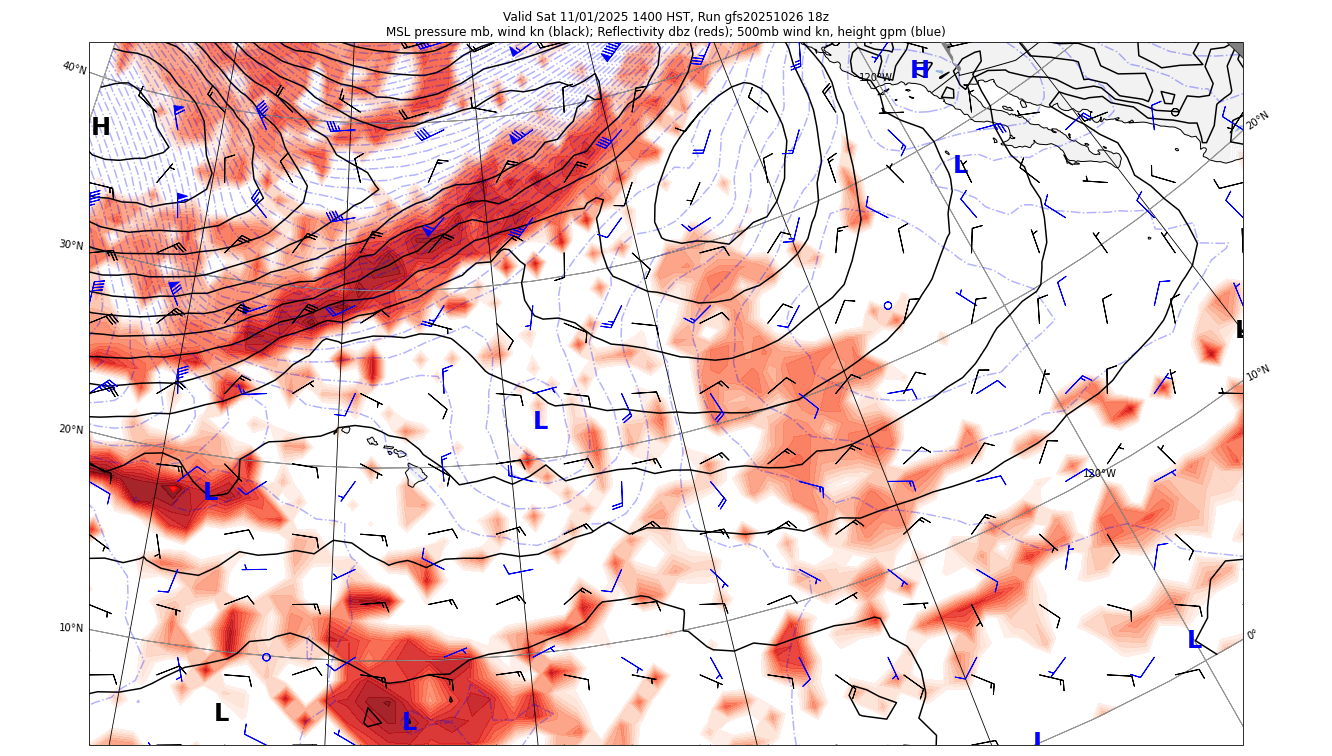 Valid Sat 11/01/2025 1400 HST, Run gfs20251026 18z
MSL pressure mb, wind kn (black); Reflectivity dbz (reds); 500mb wind kn, height gpm (blue)
40°N
120°W
H
H
20°N
L
30°N
L
10°N
20°N
L
120°W
L
10°N
0°
L
L
L
L